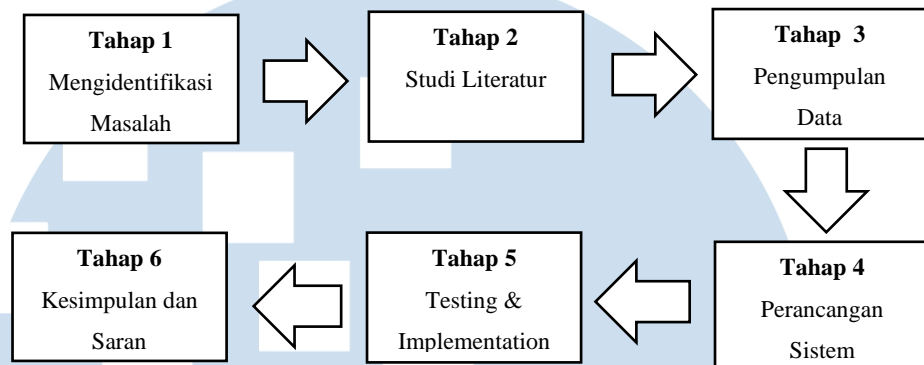 Tahap 1
Mengidentifikasi
Masalah
Tahap 2
Studi Literatur
Tahap 3
Pengumpulan
Data
Tahap 4
Perancangan
Sistem
Tahap 5
Testing &
Implementation
Tahap 6
Kesimpulan dan
Saran